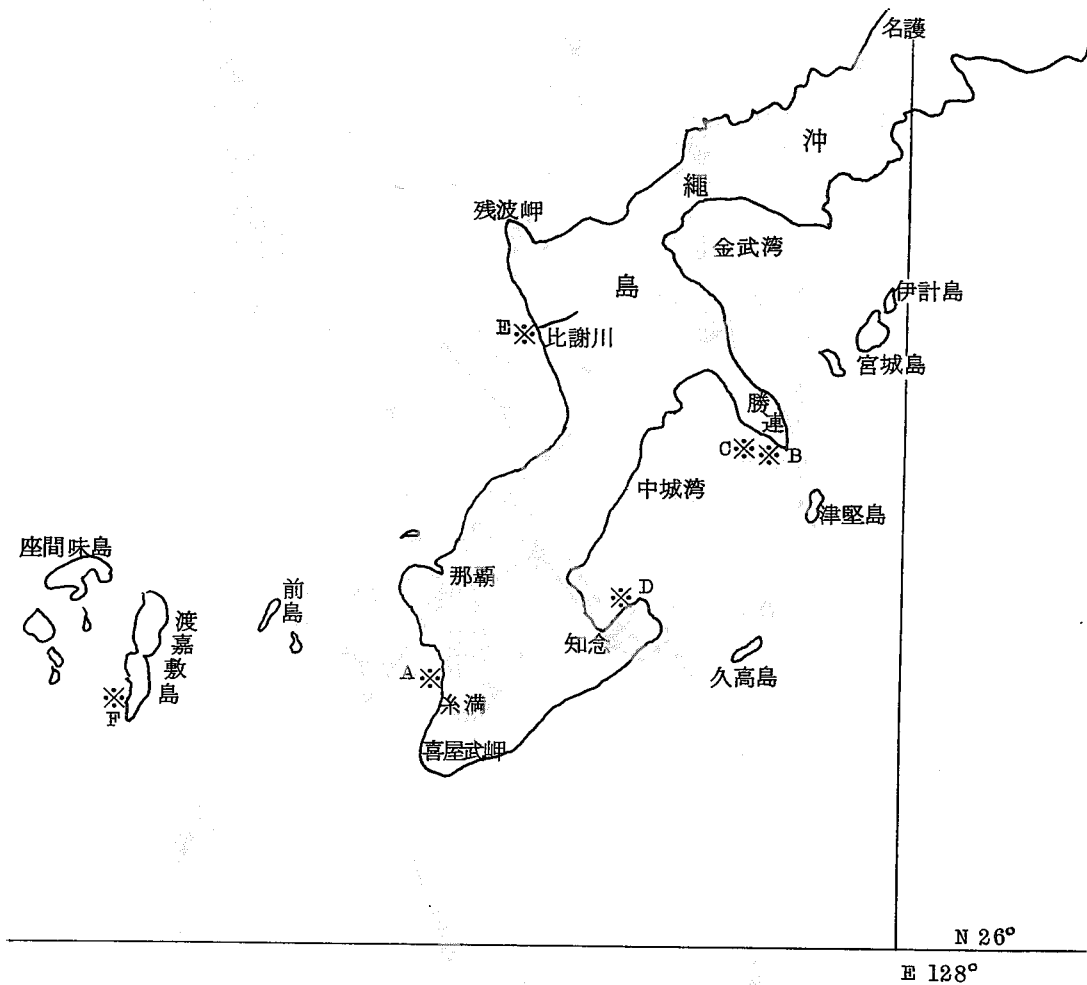 名護
沖
繩
島
残波岬
金武湾
伊計島
E※
比謝川
宮城島
勝連
C※
※B
中城湾
津堅島
座間味島
那覇
前島
※D
渡嘉敷島
知念
久高島
A※
糸満
※
F
喜屋武岬
N 26°
E 128°